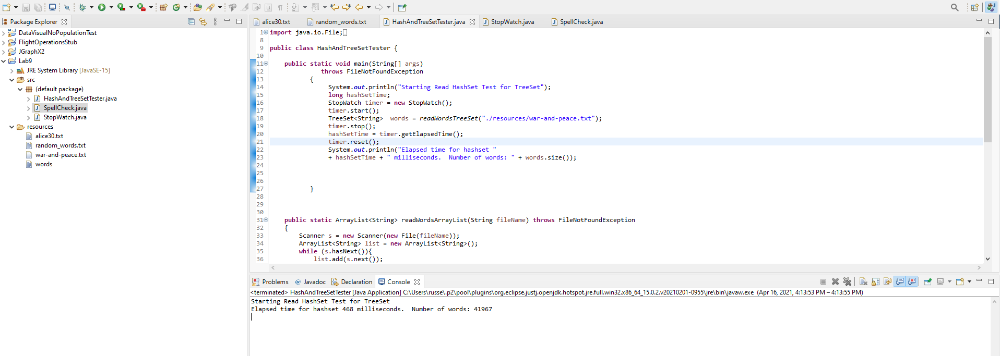 Package Explorer
DataVisualNoPopulationTest
FlightOperationsStub
JGraphX2
Lab9
JRE System Library [JavaSE-15]
src
(default package)
HashAndTreeSetTester.java
SpellCheck.java
StopWatch.java
resources
alice30.txt
random_words.txt
war-and-peace.txt
words
alice30.txt random_words.txt HashAndTreeSetTester.java StopWatch.java SpellCheck.java
1 import java.io.File;
8
9 public class HashAndTreeSetTester {
10
11 public static void main(String[] args)
12 throws FileNotFoundException
13 {
14 System.out.println("Starting Read HashSet Test for TreeSet");
15 long hashSetTime;
16 StopWatch timer = new StopWatch();
17 timer.start();
18 TreeSet<String>  words = readWordsTreeSet("./resources/war-and-peace.txt");
19 timer.stop();
20 hashSetTime = timer.getElapsedTime();
21 timer.reset();
22 System.out.println("Elapsed time for hashset "
23 + hashSetTime + " milliseconds.  Number of words: " + words.size());
24
25
26
27 }
28
29
30
31 public static ArrayList<String> readWordsArrayList(String fileName) throws FileNotFoundException
32 {
33 Scanner s = new Scanner(new File(fileName));
34 ArrayList<String> list = new ArrayList<String>();
35 while (s.hasNext()){
36 list.add(s.next());
Problems @ Javadoc Declaration Console
<terminated> HashAndTreeSetTester [Java Application] C:\Users\russe\.p2\pool\plugins\org.eclipse.justj.openjdk.hotspot.jre.full.win32.x86_64_15.0.2.v20210201-0955\jre\bin\javaw.exe (Apr 16, 2021, 4:13:53 PM – 4:13:55 PM)
Starting Read HashSet Test for TreeSet
Elapsed time for hashset 468 milliseconds.  Number of words: 41967